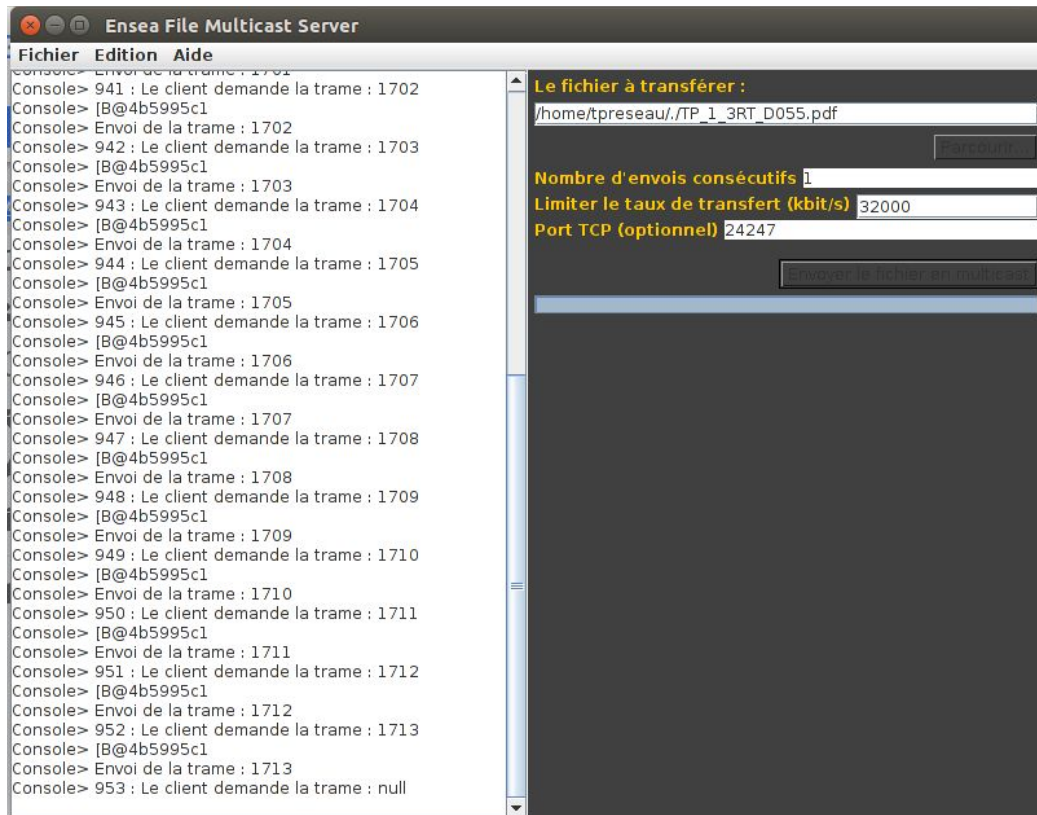 Ensea File Multicast Server
Fichier Edition Aide
Console> Envoi de la trame : 1701
Console> 941 : Le client demande la trame : 1702
Console> [B@4b5995c1
Console> Envoi de la trame : 1702
Console> 942 : Le client demande la trame : 1703
Console> [B@4b5995c1
Console> Envoi de la trame : 1703
Console> 943 : Le client demande la trame : 1704
Console> [B@4b5995c1
Console> Envoi de la trame : 1704
Console> 944 : Le client demande la trame : 1705
Console> [B@4b5995c1
Console> Envoi de la trame : 1705
Console> 945 : Le client demande la trame : 1706
Console> [B@4b5995c1
Console> Envoi de la trame : 1706
Console> 946 : Le client demande la trame : 1707
Console> [B@4b5995c1
Console> Envoi de la trame : 1707
Console> 947 : Le client demande la trame : 1708
Console> [B@4b5995c1
Console> Envoi de la trame : 1708
Console> 948 : Le client demande la trame : 1709
Console> [B@4b5995c1
Console> Envoi de la trame : 1709
Console> 949 : Le client demande la trame : 1710
Console> [B@4b5995c1
Console> Envoi de la trame : 1710
Console> 950 : Le client demande la trame : 1711
Console> [B@4b5995c1
Console> Envoi de la trame : 1711
Console> 951 : Le client demande la trame : 1712
Console> [B@4b5995c1
Console> Envoi de la trame : 1712
Console> 952 : Le client demande la trame : 1713
Console> [B@4b5995c1
Console> Envoi de la trame : 1713
Console> 953 : Le client demande la trame : null
Le fichier à transférer :
/home/tpreseau/./TP_1_3RT_D055.pdf
Parcourir...
Nombre d'envois consécutifs 1
Limiter le taux de transfert (kbit/s) 32000
Port TCP (optionnel) 24247
Envoyer le fichier en multicast